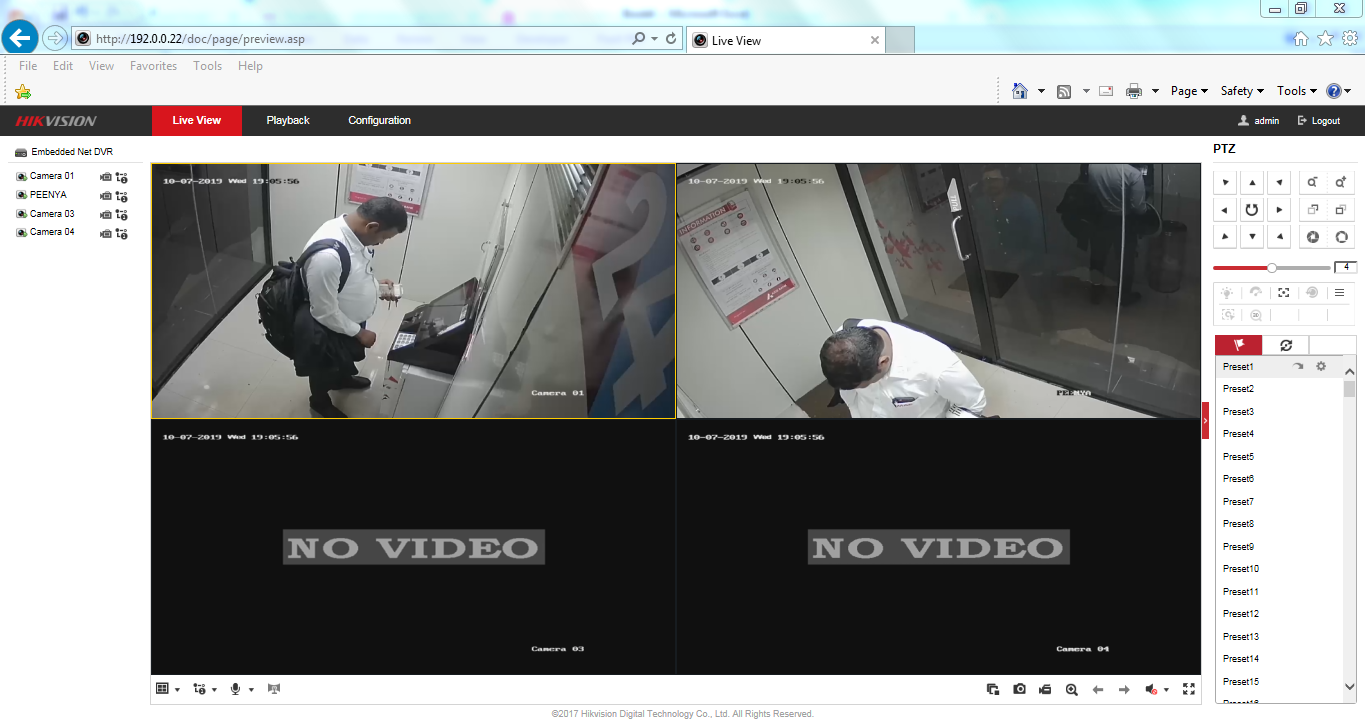 http://192.0.0.22/doc/page/preview.asp
Live View
File Edit View Favorites Tools Help
Page Safety Tools
HIKVISION
Live View Playback Configuration
admin Logout
Embedded Net DVR
Camera 01
PEENYA
Camera 03
Camera 04
10-07-2019 Wed 19:05:56
Camera 01
10-07-2019 Wed 19:05:56
INFORMATION
PEENYA
10-07-2019 Wed 19:05:56
NO VIDEO
Camera 03
10-07-2019 Wed 19:05:56
NO VIDEO
Camera 04
PTZ
4
Preset1
Preset2
Preset3
Preset4
Preset5
Preset6
Preset7
Preset8
Preset9
Preset10
Preset11
Preset12
Preset13
Preset14
Preset15
©2017 Hikvision Digital Technology Co., Ltd. All Rights Reserved.